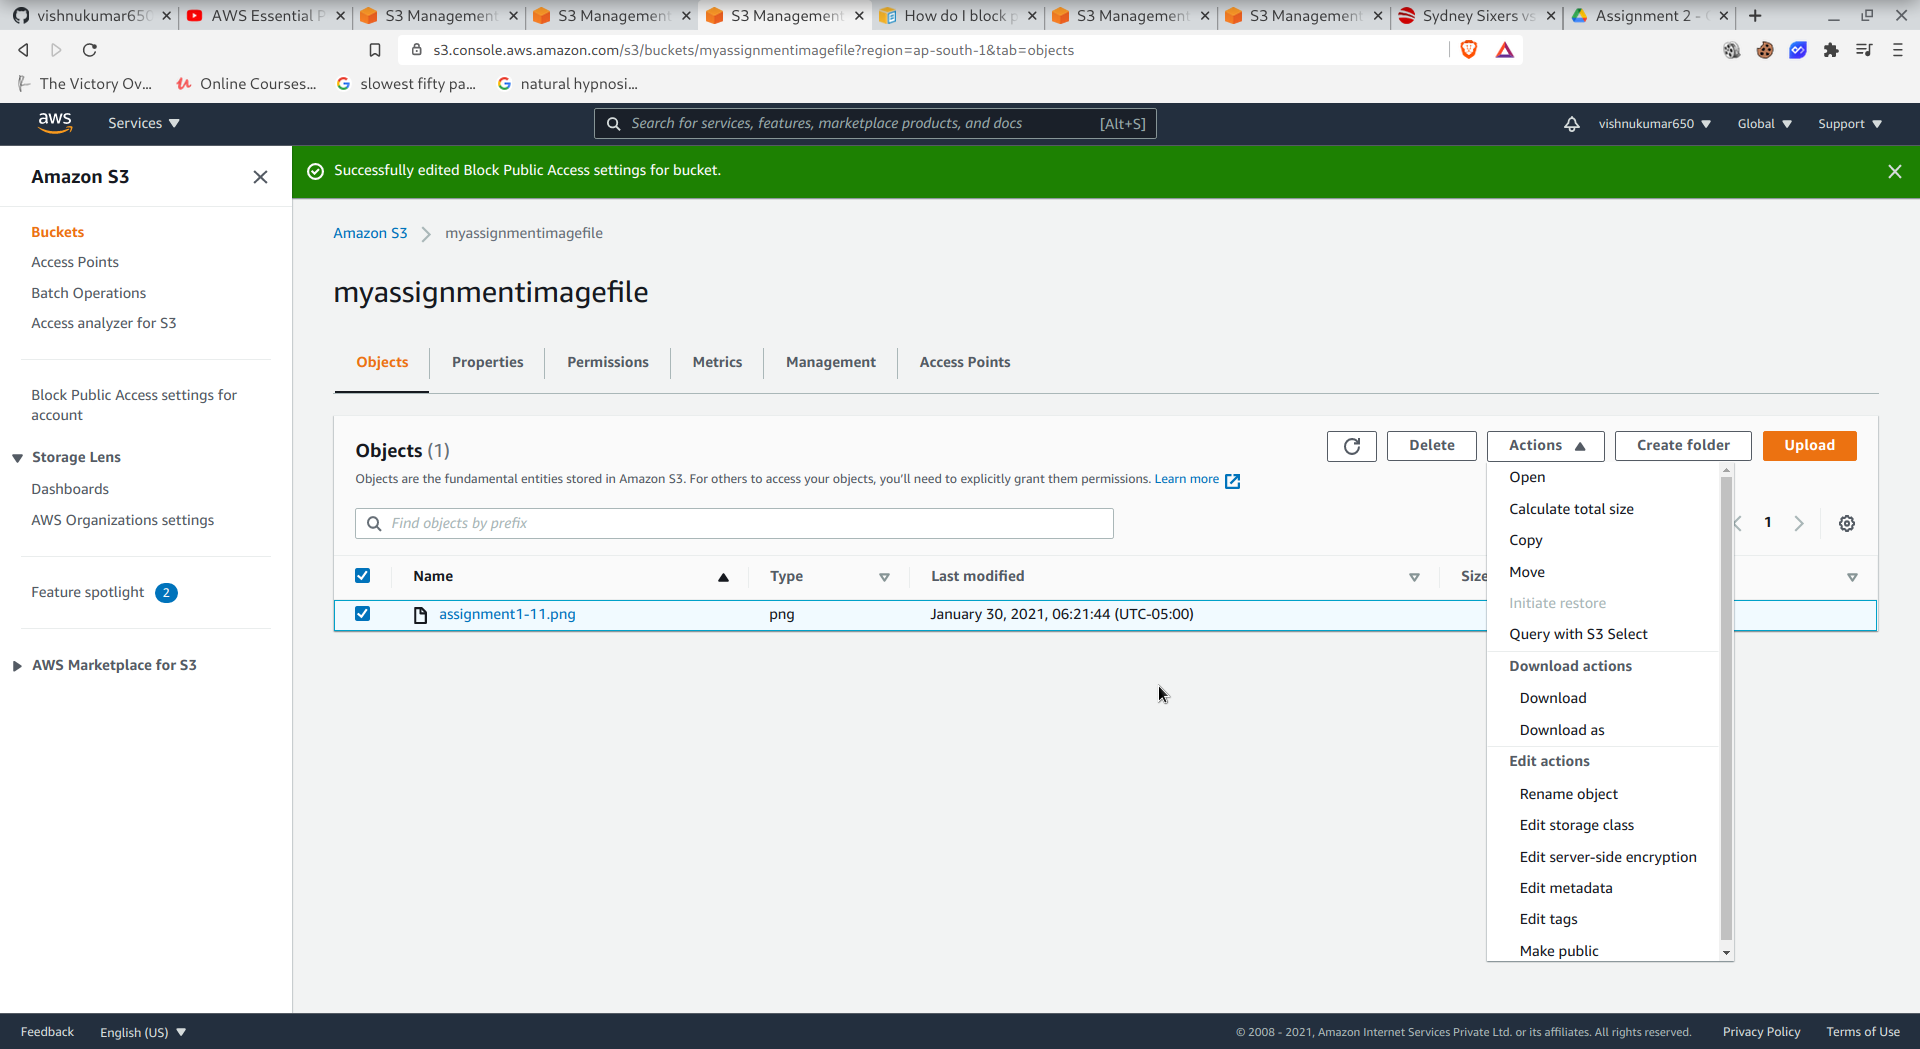 vishnukumar650
AWS Essential P
S3 Management
S3 Management
S3 Management
How do I block p
S3 Management
S3 Management
Sydney Sixers vs
Assignment 2 -
s3.console.aws.amazon.com/s3/buckets/myassignmentimagefile?region=ap-south-1&tab=objects
The Victory Ov...
Online Courses...
slowest fifty pa...
natural hypnosi...
aws
Services
Search for services, features, marketplace products, and docs
[Alt+S]
vishnukumar650
Global
Support
Amazon S3
Buckets
Access Points
Batch Operations
Access analyzer for S3
Block Public Access settings for
account
Storage Lens
Dashboards
AWS Organizations settings
Feature spotlight 2
AWS Marketplace for S3
Successfully edited Block Public Access settings for bucket.
Amazon S3
myassignmentimagefile
myassignmentimagefile
Objects
Properties
Permissions
Metrics
Management
Access Points
Objects (1)
Objects are the fundamental entities stored in Amazon S3. For others to access your objects, you'll need to explicitly grant them permissions. Learn more
Delete
Actions
Create folder
Upload
Find objects by prefix
1
Name
Type
Last modified
Size
assignment1-11.png
png
January 30, 2021, 06:21:44 (UTC-05:00)
Open
Calculate total size
Copy
Move
Initiate restore
Query with S3 Select
Download actions
Download
Download as
Edit actions
Rename object
Edit storage class
Edit server-side encryption
Edit metadata
Edit tags
Make public
Feedback
English (US)
© 2008 - 2021, Amazon Internet Services Private Ltd. or its affiliates. All rights reserved.
Privacy Policy
Terms of Use